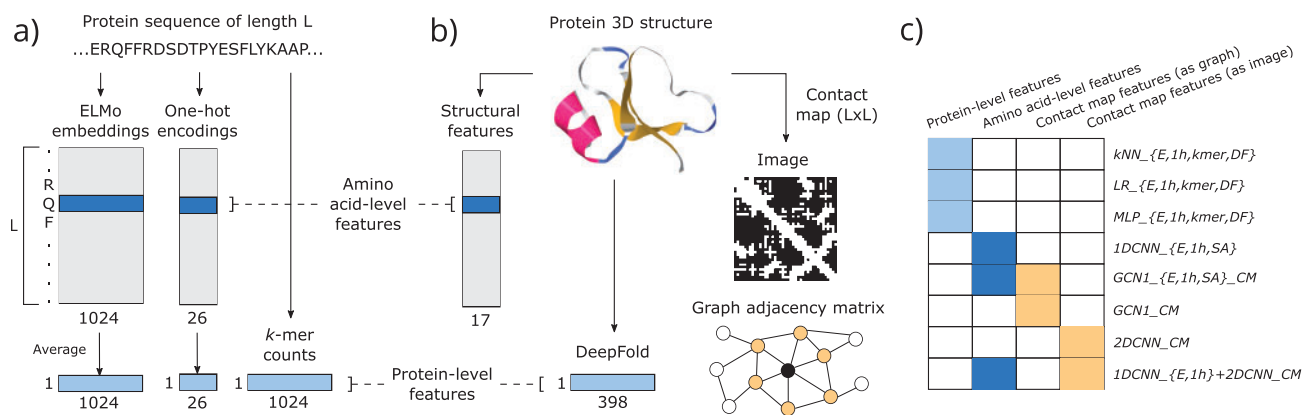 a)
Protein sequence of length L
...ERQFFRDSDTPYESFLYKAAP...
ELMo
embeddings
One-hot
encodings
L
.
.
R
Q
F
.
.
.
.
1024
26
Average
k-mer
counts
1
1024
1
26
1
1024
Amino
acid-level
features
Protein-level
features
b)
Protein 3D structure
Structural
features
17
Contact
map (LxL)
Image
Graph adjacency matrix
DeepFold
1
398
c)
Protein-level features
Amino acid-level features
Contact map features (as graph)
Contact map features (as image)
kNN_{E,1h,kmer,DF}
LR_{E,1h,kmer,DF}
MLP_{E,1h,kmer,DF}
1DCNN_{E,1h,SA}
GCN1_{E,1h,SA}_CM
GCN1_CM
2DCNN_CM
1DCNN_{E,1h}+2DCNN_CM